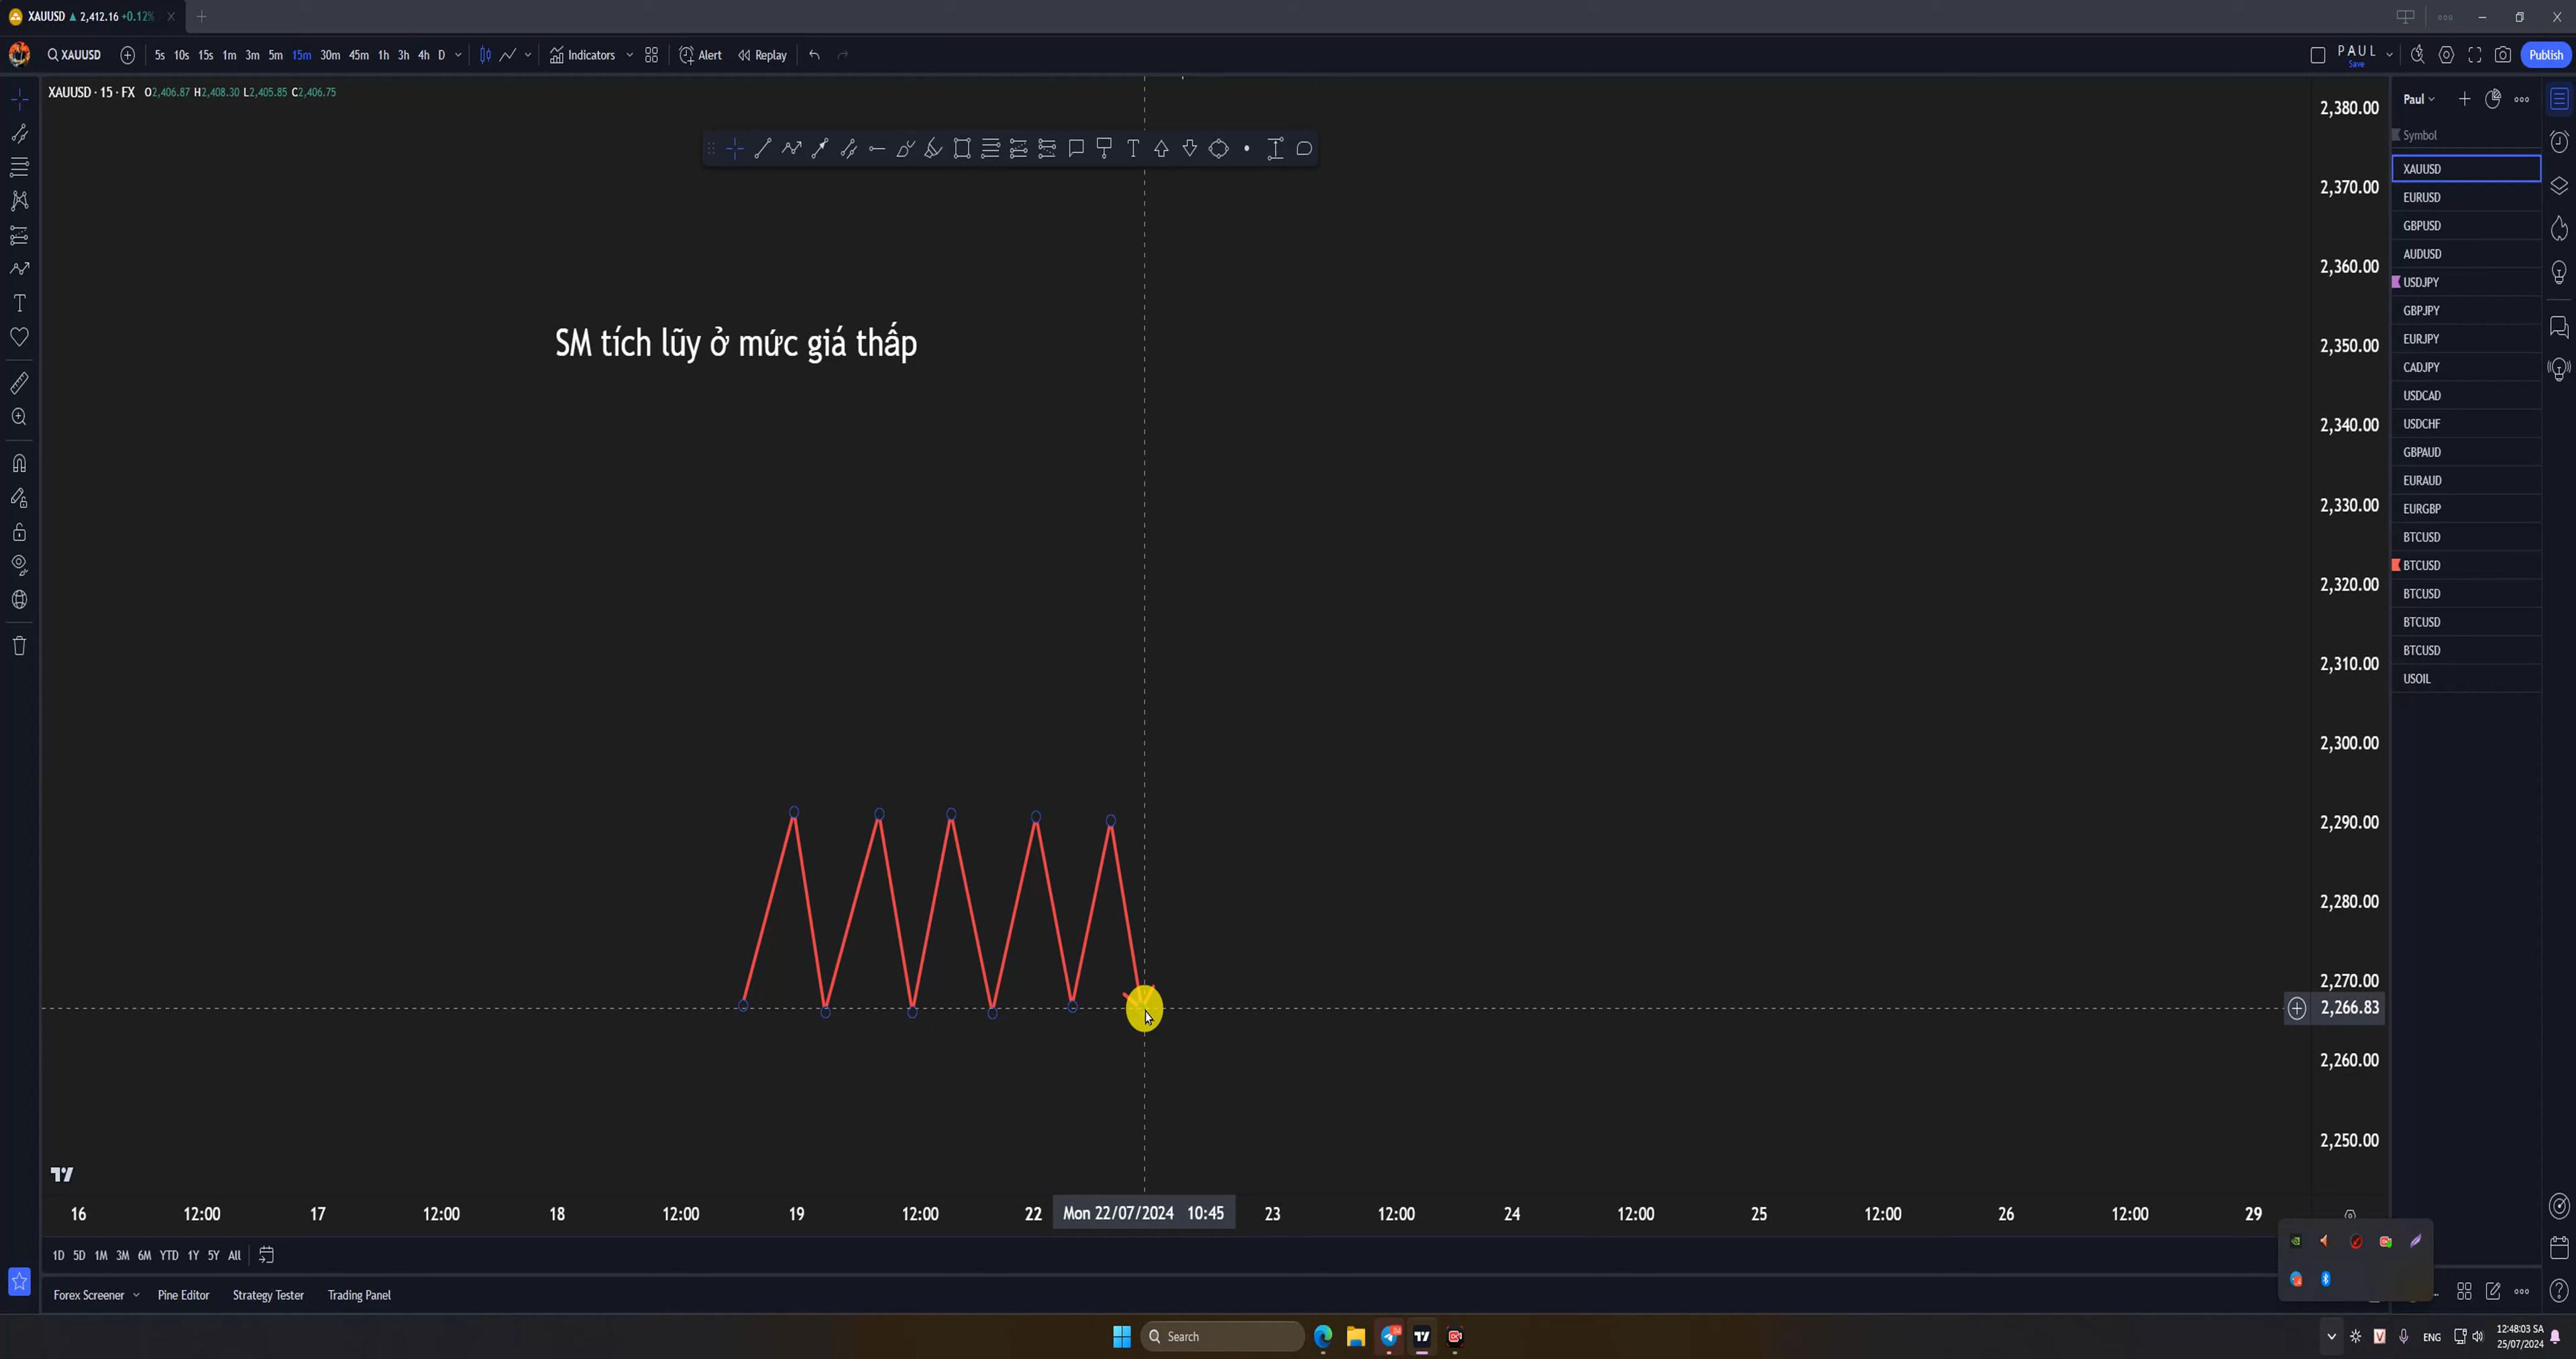 XAUUSD ▲ 2,412.16 +0.12%
XAUUSD 5s 10s 15s 1m 3m 5m 15m 30m 45m 1h 3h 4h D Indicators Alert Replay PAUL Save Publish
XAUUSD · 15 · FX O2,406.87 H2,408.30 L2,405.85 C2,406.75
SM tích lũy ở mức giá thấp
2,380.00
2,370.00
2,360.00
2,350.00
2,340.00
2,330.00
2,320.00
2,310.00
2,300.00
2,290.00
2,280.00
2,270.00
2,266.83
2,260.00
2,250.00
Paul
Symbol
XAUUSD
EURUSD
GBPUSD
AUDUSD
USDJPY
GBPJPY
EURJPY
CADJPY
USDCAD
USDCHF
GBPAUD
EURAUD
EURGBP
BTCUSD
BTCUSD
BTCUSD
BTCUSD
BTCUSD
USOIL
16 12:00 17 12:00 18 12:00 19 12:00 22 Mon 22/07/2024 10:45 23 12:00 24 12:00 25 12:00 26 12:00 29
1D 5D 1M 3M 6M YTD 1Y 5Y All
Forex Screener Pine Editor Strategy Tester Trading Panel
Search
ENG
12:48:03 SA
25/07/2024